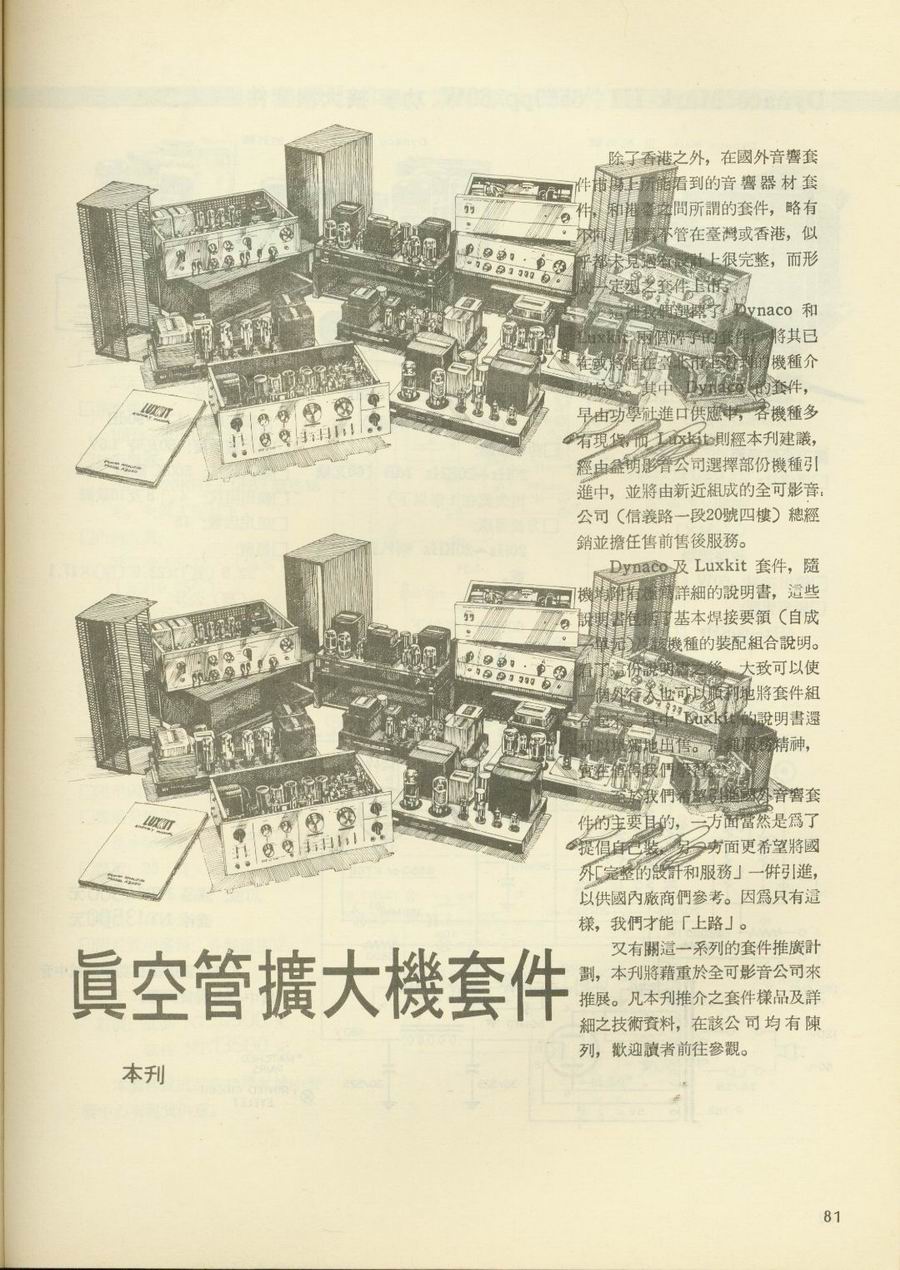 除了香港之外，在國外音響套
件市場上所能看到的音響器材套
件，和港臺之間所謂的套件，略有
不同。因爲不管在臺灣或香港，似
乎都未見過有設計上很完整，而形
成一定型之套件上市。
這裡我們選擇了 Dynaco 和
Luxkit 兩個牌子的套件，將其已
在或將能在臺北市上看到的機種介
其中 Dynaco 的套件，
早由功學社進口供應中，各機種多
有現貨，而 Luxkit 則經本刊建議，
經由益明影音公司選擇部份機種引
進中，並將由新近組成的全可影音
公司（信義路一段20號四樓）總經
銷並擔任售前售後服務。
Dynaco 及 Luxkit 套件，隨
機均附有極爲詳細的說明書，這些
說明書包括了基本焊接要領（自成
一單元）及該機種的裝配組合說明。
看了這份說明書之後，大致可以使
一個外行人也可以順利地將套件組
合起來。其中 Luxkit 的說明書還
可以單獨地出售。這種服務精神，
實在值得我們
至於我們希望引進國外音響套
件的主要目的，一方面當然是爲了
提倡自己裝，另一方面更希望將國
外「完整的設計和服務」一併引進，
以供國內廠商們參考。因爲只有這
樣，我們才能「上路」。
又有關這一系列的套件推廣計
劃，本刊將藉重於全可影音公司來
推展。凡本刊推介之套件樣品及詳
細之技術資料，在該公司均有陳
列，歡迎讀者前往參觀。
LUXKIT
LUXKIT
眞空管擴大機套件
本刊
81